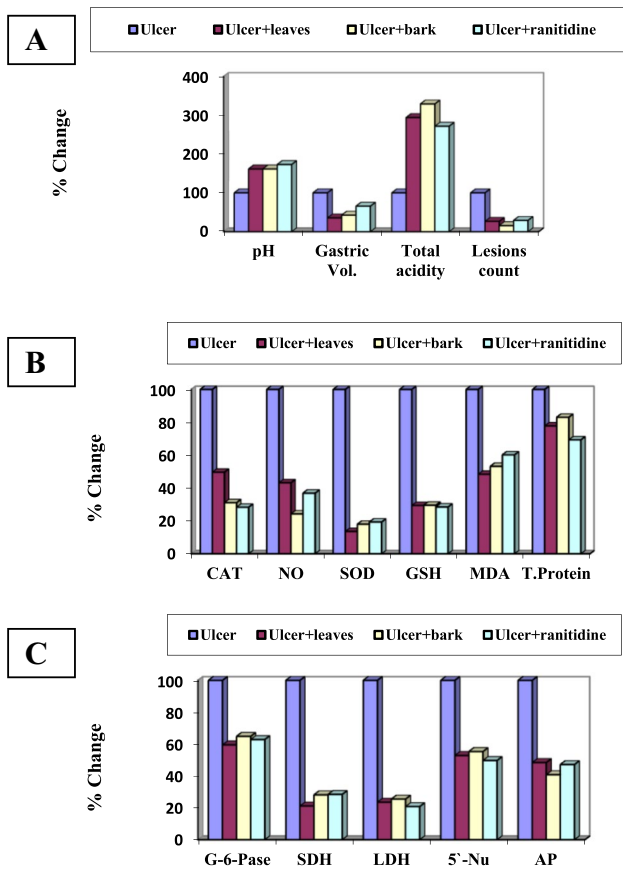 A
Ulcer Ulcer+leaves Ulcer+bark Ulcer+ranitidine
% Change
400
300
200
100
0
pH Gastric Vol. Total acidity Lesions count
B
Ulcer Ulcer+leaves Ulcer+bark Ulcer+ranitidine
% Change
100
80
60
40
20
0
CAT NO SOD GSH MDA T.Protein
C
Ulcer Ulcer+leaves Ulcer+bark Ulcer+ranitidine
% Change
100
80
60
40
20
0
G-6-Pase SDH LDH 5`-Nu AP